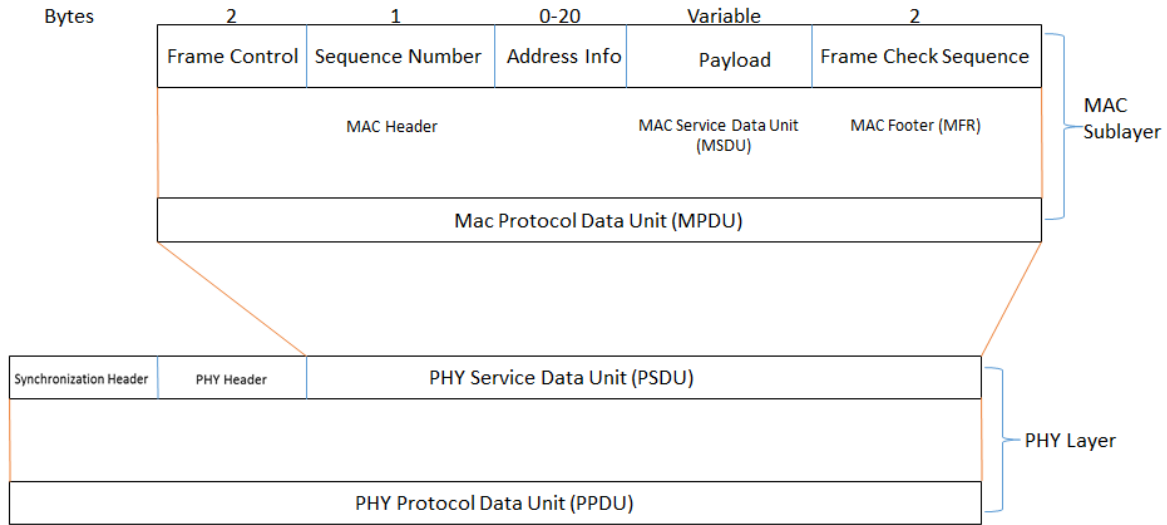 Bytes 2 1 0-20 Variable 2
Frame Control Sequence Number Address Info Payload Frame Check Sequence
MAC
Sublayer
MAC Header MAC Service Data Unit MAC Footer (MFR)
(MSDU)
Mac Protocol Data Unit (MPDU)
Synchronization Header PHY Header PHY Service Data Unit (PSDU)
PHY Layer
PHY Protocol Data Unit (PPDU)